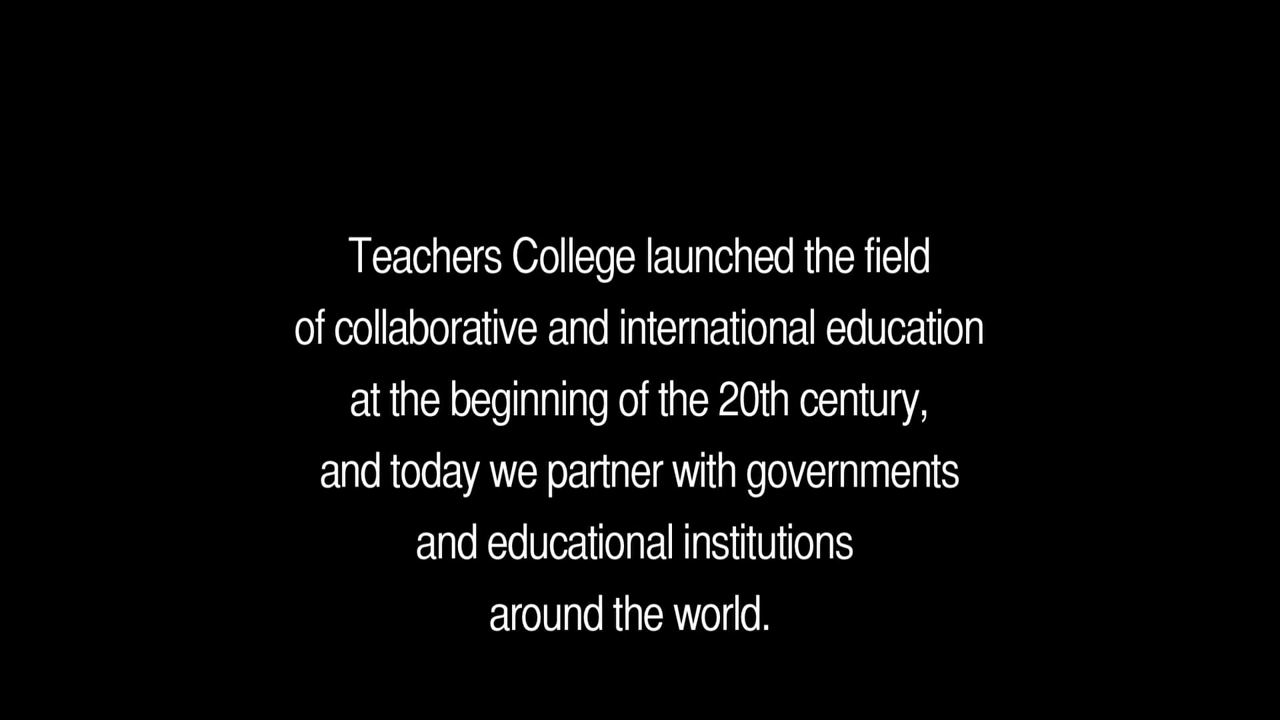 Teachers College launched the field
of collaborative and international education
at the beginning of the 20th century,
and today we partner with governments
and educational institutions
around the world.